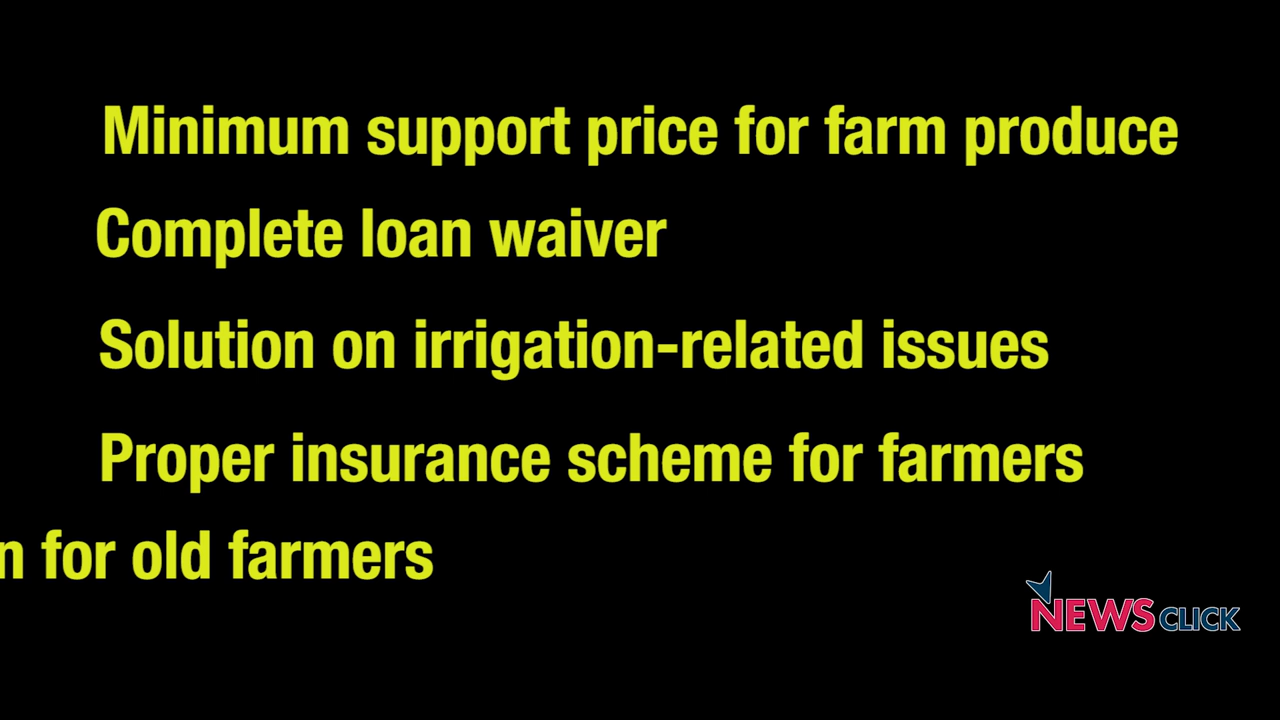 Minimum support price for farm produce
Complete loan waiver
Solution on irrigation-related issues
Proper insurance scheme for farmers
n for old farmers
NEWSCLICK